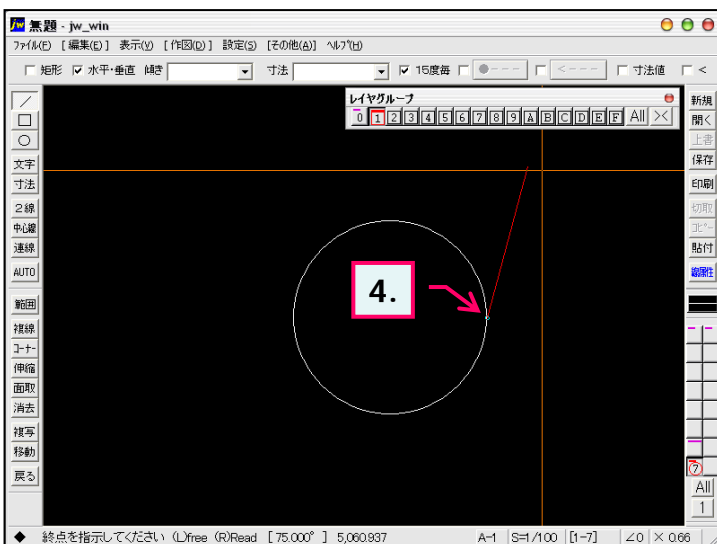 無題 - jw_win
ファイル(F) [編集(E)] 表示(V) [作図(D)] 設定(S) [その他(A)] ヘルプ(H)
矩形 水平・垂直 傾き 寸法 15度毎 ●--- <--- 寸法値 <
レイヤグループ
0 1 2 3 4 5 6 7 8 9 A B C D E F All ><
文字
寸法
2線
中心線
連線
AUTO
範囲
複線
コーナー
伸縮
面取
消去
複写
移動
戻る
4.
新規
開く
上書
保存
印刷
切取
コピー
貼付
線属性
7
All
1
◆ 終点を指示してください (L)free (R)Read [75.000°] 5,060.937 A-1 S=1/100 [1-7] ∠0 × 0.66